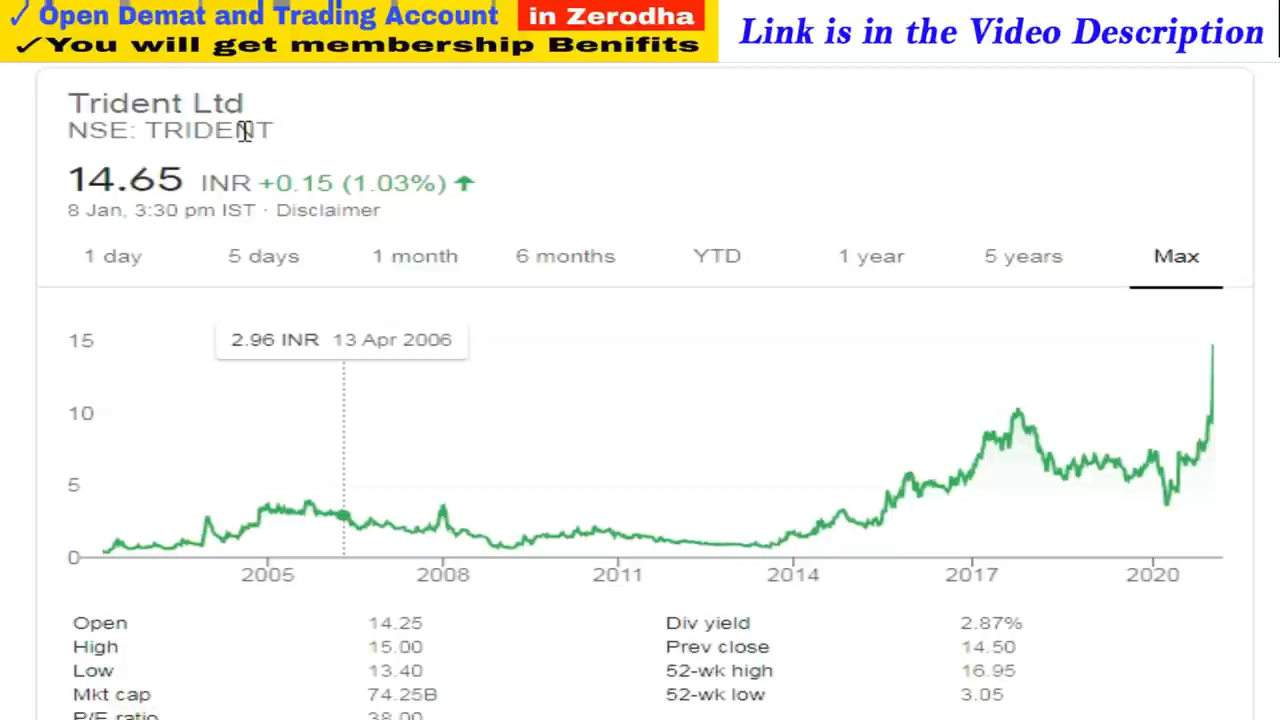 ✓ Open Demat and Trading Account in Zerodha
✓You will get membership Benifits
Link is in the Video Description
Trident Ltd
NSE: TRIDENT
14.65 INR +0.15 (1.03%) ↑
8 Jan, 3:30 pm IST · Disclaimer
1 day 5 days 1 month 6 months YTD 1 year 5 years Max
2.96 INR 13 Apr 2006
15
10
5
0
2005 2008 2011 2014 2017 2020
Open 14.25 Div yield 2.87%
High 15.00 Prev close 14.50
Low 13.40 52-wk high 16.95
Mkt cap 74.25B 52-wk low 3.05
P/E ratio 38.00